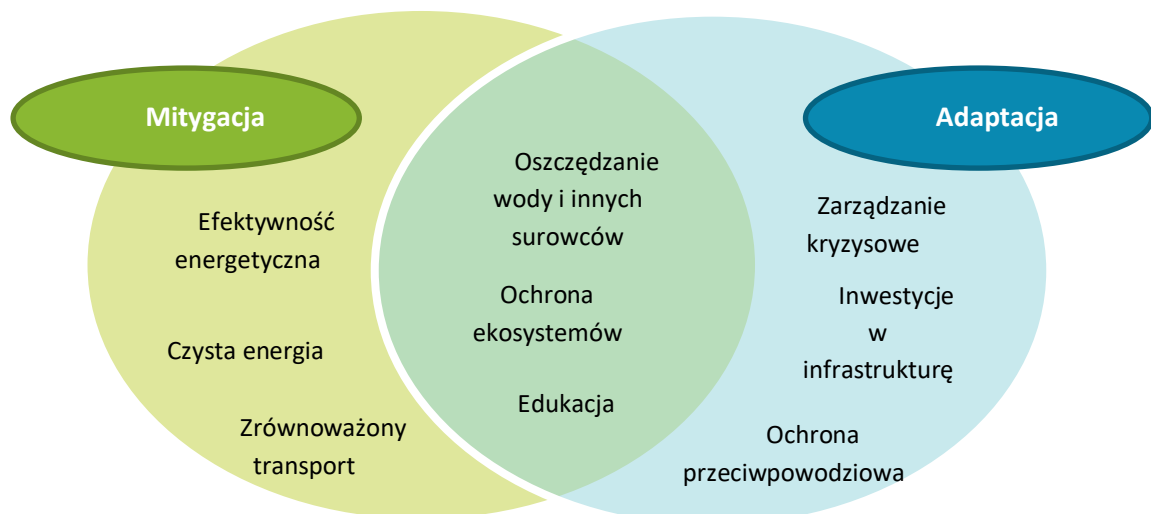 Mitygacja
Adaptacja
Efektywność
energetyczna
Czysta energia
Zrównoważony
transport
Oszczędzanie
wody i innych
surowców
Ochrona
ekosystemów
Edukacja
Zarządzanie
kryzysowe
Inwestycje
w
infrastrukturę
Ochrona
przeciwpowodziowa